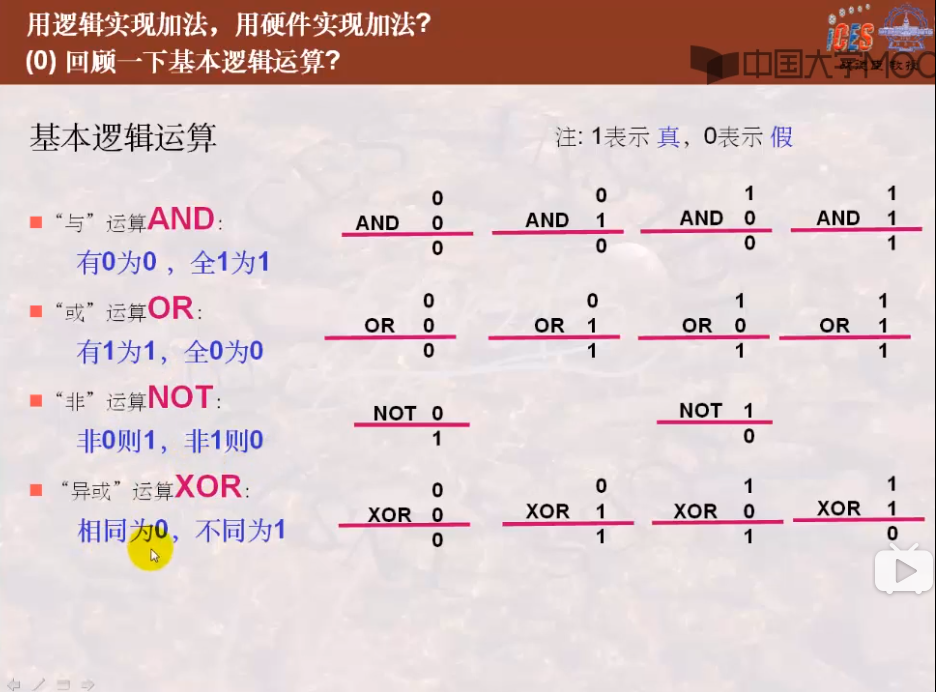 用逻辑实现加法，用硬件实现加法?
(0) 回顾一下基本逻辑运算?
中国大学MOC
基本逻辑运算
注: 1表示 真，0表示 假
■ “与”运算AND:
有0为0 ，全1为1
0 0 1 1
AND 0 AND 1 AND 0 AND 1
0 0 0 1
■ “或”运算OR:
有1为1，全0为0
0 0 1 1
OR 0 OR 1 OR 0 OR 1
0 1 1 1
■ “非”运算NOT:
非0则1，非1则0
NOT 0 NOT 1
1 0
■ “异或”运算XOR:
相同为0，不同为1
0 0 1 1
XOR 0 XOR 1 XOR 0 XOR 1
0 1 1 0